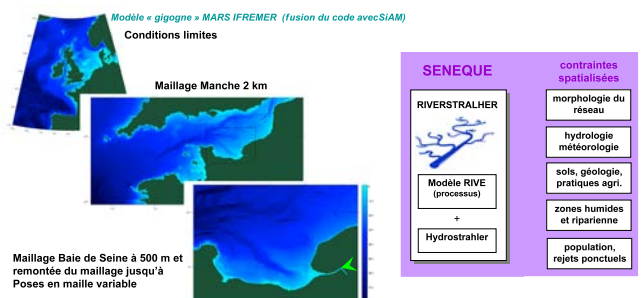 Modèle « gigogne » MARS IFREMER (fusion du code avecSiAM)
Conditions limites
Maillage Manche 2 km
Maillage Baie de Seine à 500 m et
remontée du maillage jusqu'à
Poses en maille variable
SENEQUE
RIVERSTRALHER
Modèle RIVE
(processus)
+
Hydrostrahler
contraintes
spatialisées
morphologie du
réseau
hydrologie
météorologie
sols, géologie,
pratiques agri.
zones humides
et riparienne
population,
rejets ponctuels